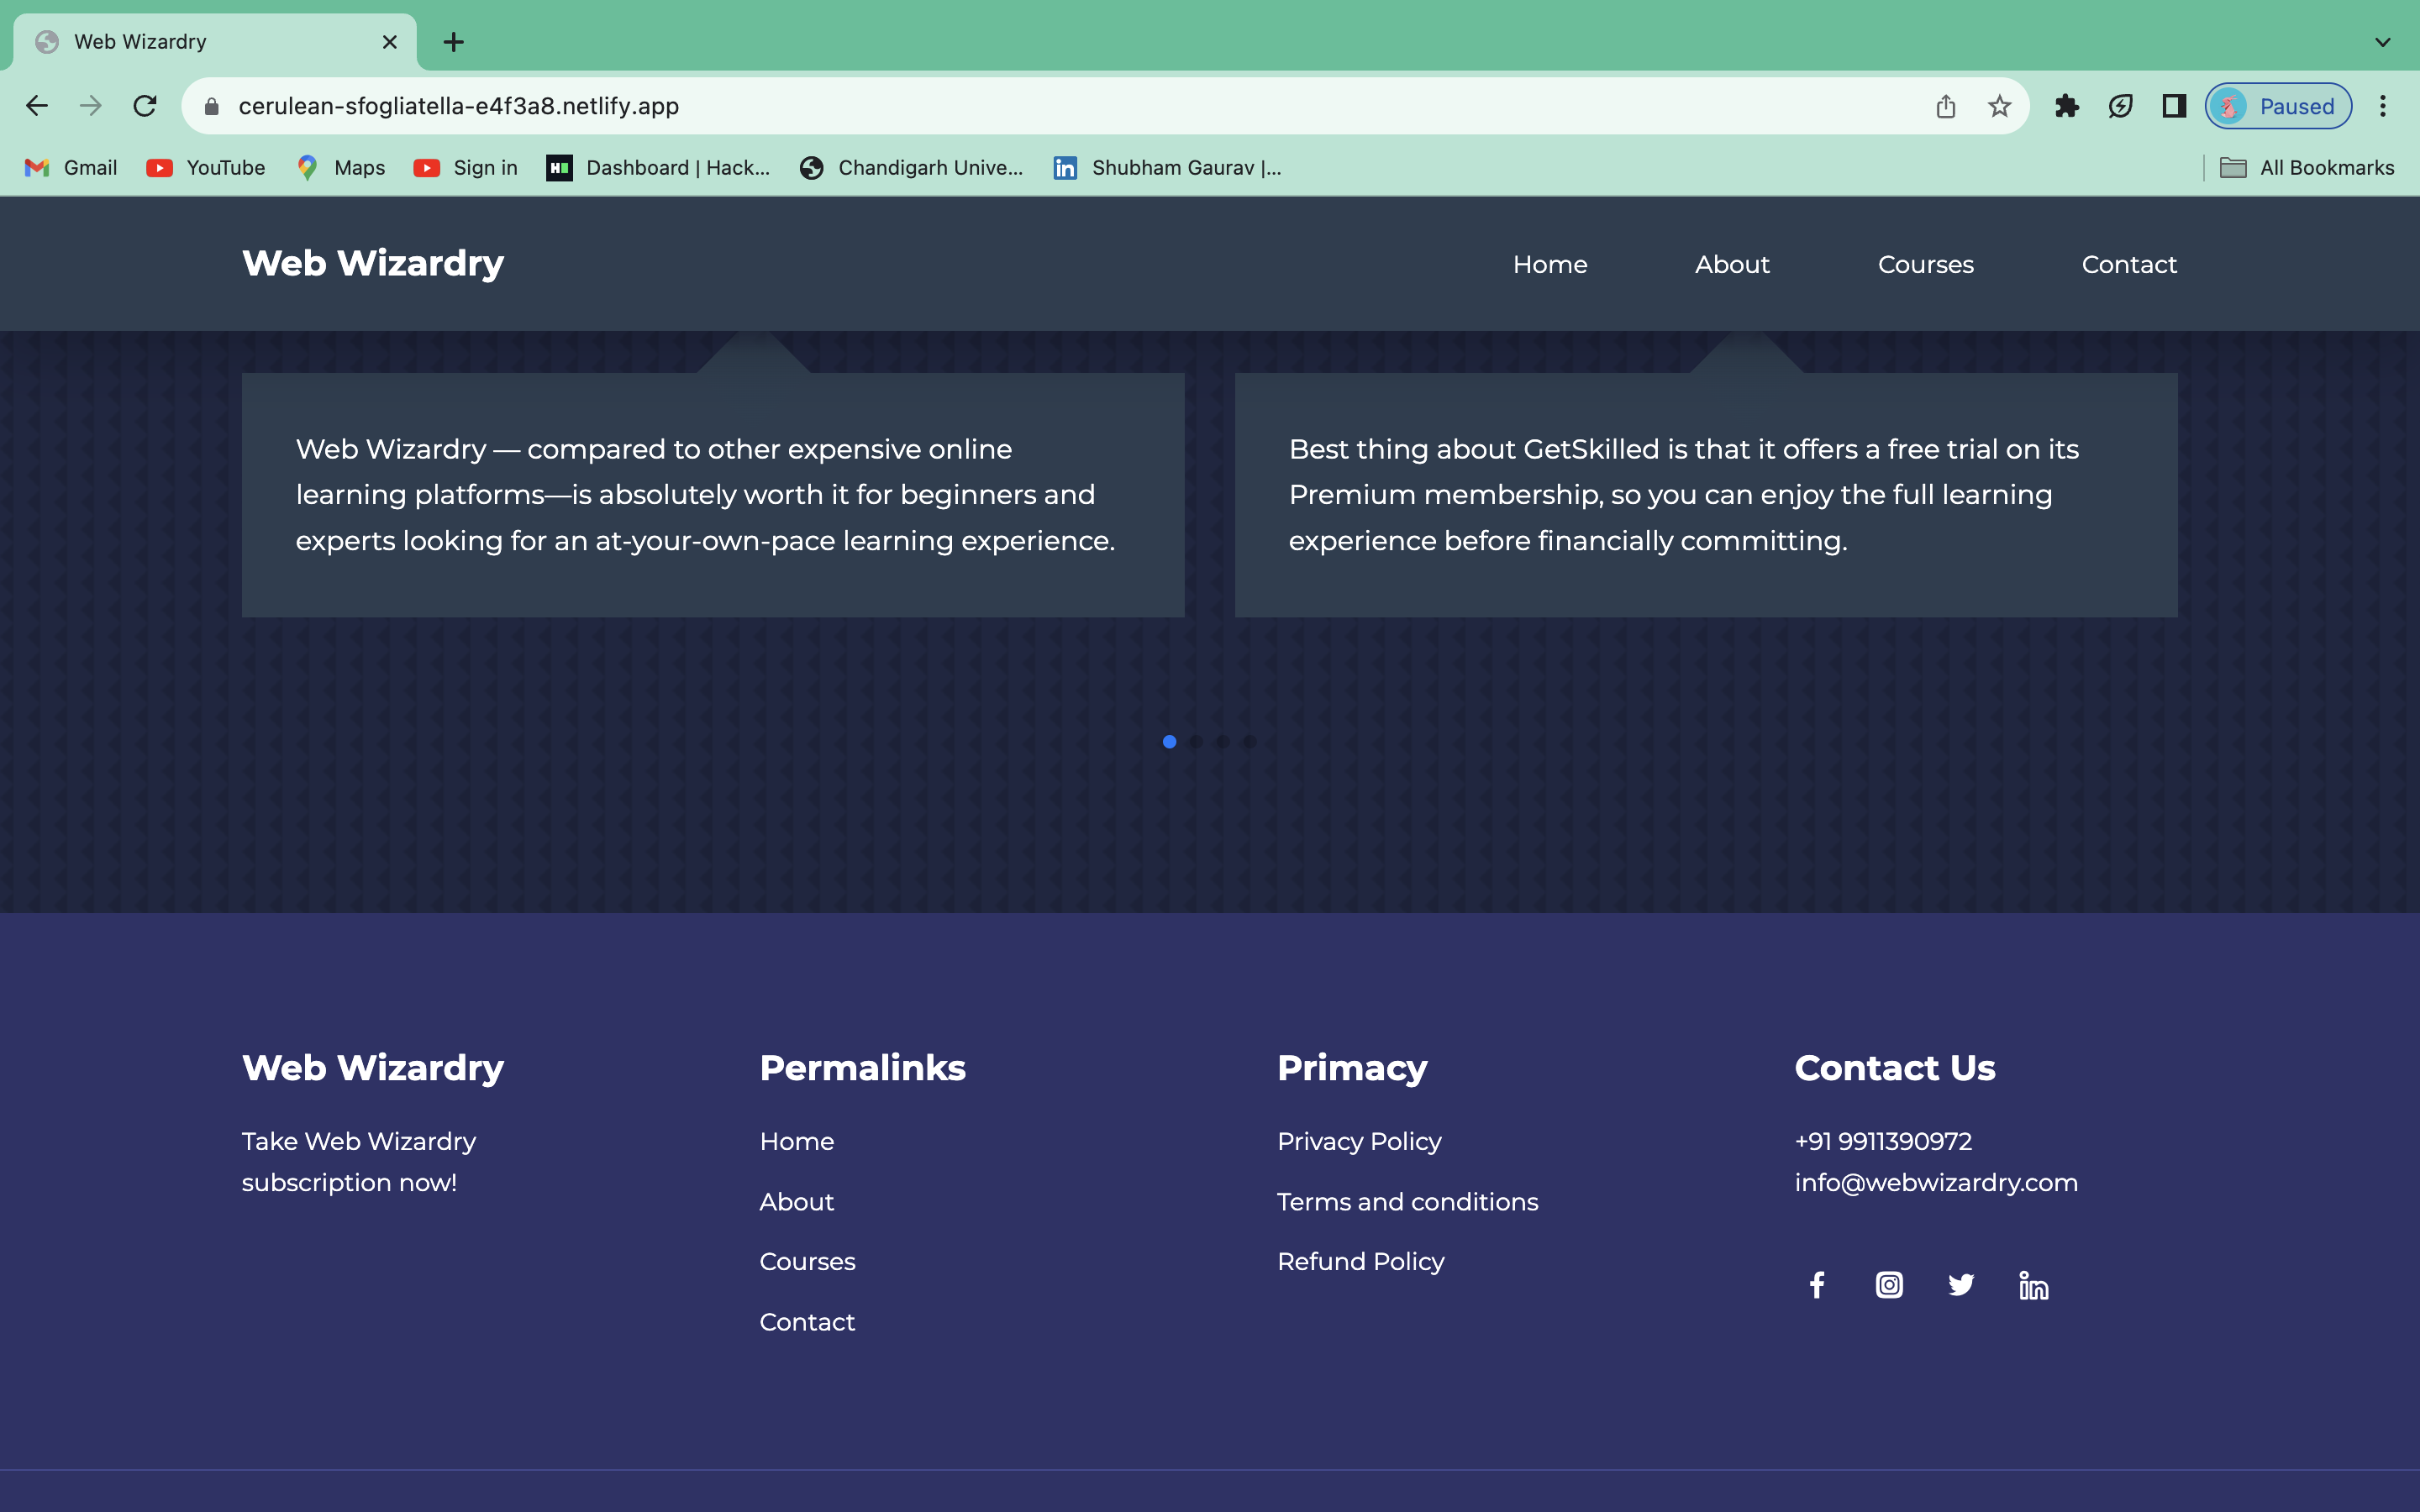 Web Wizardry
cerulean-sfogliatella-e4f3a8.netlify.app
Paused
Gmail
YouTube
Maps
Sign in
Dashboard | Hack...
Chandigarh Unive...
Shubham Gaurav |...
All Bookmarks
Web Wizardry
Home
About
Courses
Contact
Web Wizardry — compared to other expensive online
learning platforms—is absolutely worth it for beginners and
experts looking for an at-your-own-pace learning experience.
Best thing about GetSkilled is that it offers a free trial on its
Premium membership, so you can enjoy the full learning
experience before financially committing.
Web Wizardry
Take Web Wizardry
subscription now!
Permalinks
Home
About
Courses
Contact
Primacy
Privacy Policy
Terms and conditions
Refund Policy
Contact Us
+91 9911390972
info@webwizardry.com